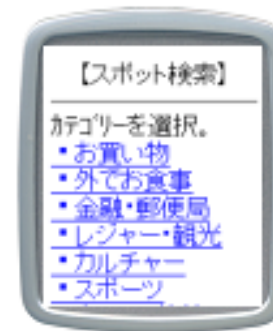 【スポット検索】
カテゴリーを選択。
・お買い物
・外でお食事
・金融・郵便局
・レジャー・観光
・カルチャー
・スポーツ